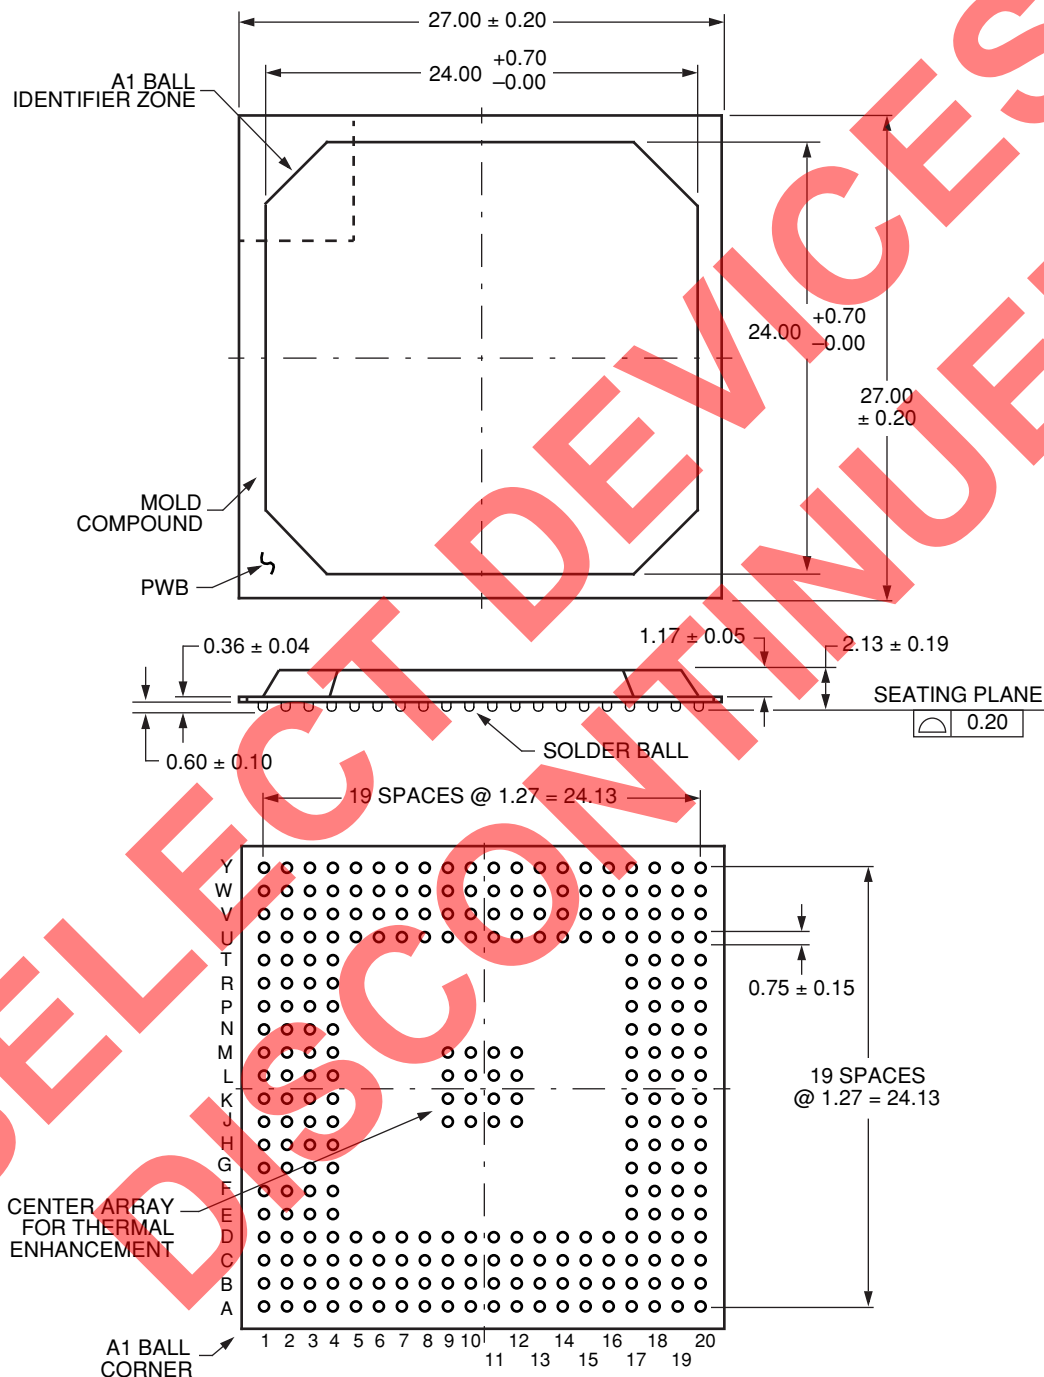 27.00 ± 0.20
24.00 +0.70
–0.00
A1 BALL
IDENTIFIER ZONE
24.00 +0.70
–0.00
27.00
± 0.20
MOLD
COMPOUND
PWB
0.36 ± 0.04
1.17 ± 0.05
2.13 ± 0.19
SEATING PLANE
0.20
SOLDER BALL
0.60 ± 0.10
19 SPACES @ 1.27 = 24.13
Y
W
V
U
T
R
P
N
M
L
K
J
H
G
F
E
D
C
B
A
0.75 ± 0.15
19 SPACES
@ 1.27 = 24.13
CENTER ARRAY
FOR THERMAL
ENHANCEMENT
1 2 3 4 5 6 7 8 9 10 12 14 16 18 20
11 13 15 17 19
A1 BALL
CORNER
SELECT DEVICES
DISCONTINUED